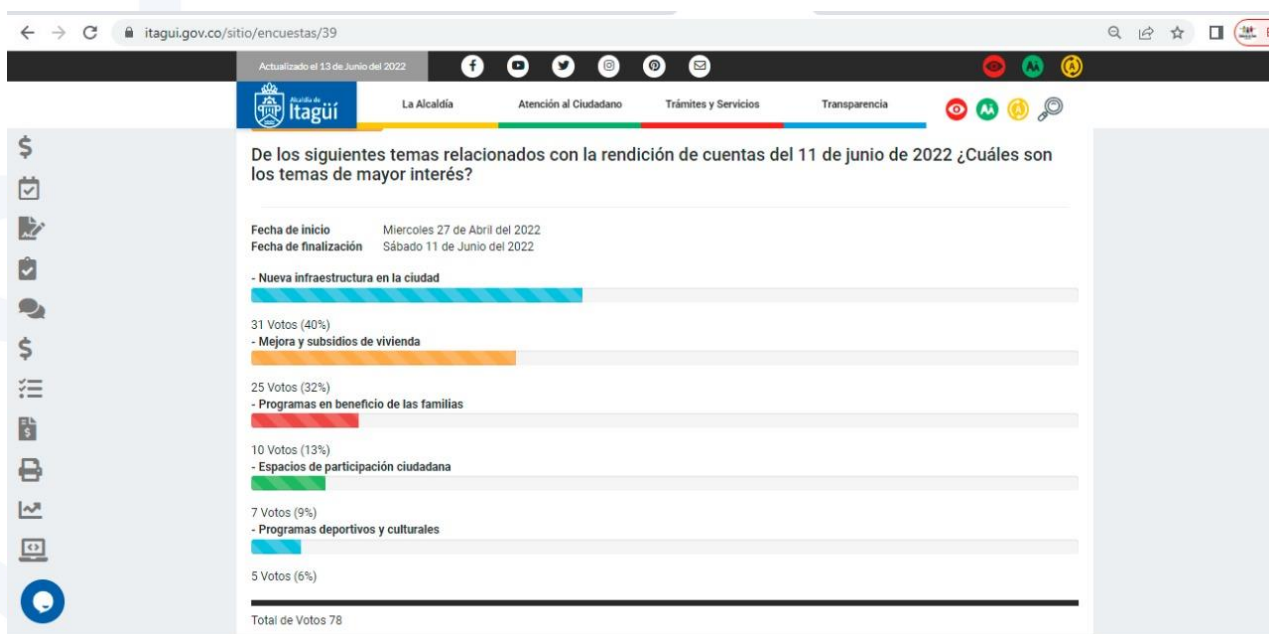 itagui.gov.co/sitio/encuestas/39
Actualizado el 13 de Junio del 2022
Alcaldía de
Itagüí
La Alcaldía
Atención al Ciudadano
Trámites y Servicios
Transparencia
De los siguientes temas relacionados con la rendición de cuentas del 11 de junio de 2022 ¿Cuáles son
los temas de mayor interés?
Fecha de inicio Miercoles 27 de Abril del 2022
Fecha de finalización Sábado 11 de Junio del 2022
- Nueva infraestructura en la ciudad
31 Votos (40%)
- Mejora y subsidios de vivienda
25 Votos (32%)
- Programas en beneficio de las familias
10 Votos (13%)
- Espacios de participación ciudadana
7 Votos (9%)
- Programas deportivos y culturales
5 Votos (6%)
Total de Votos 78